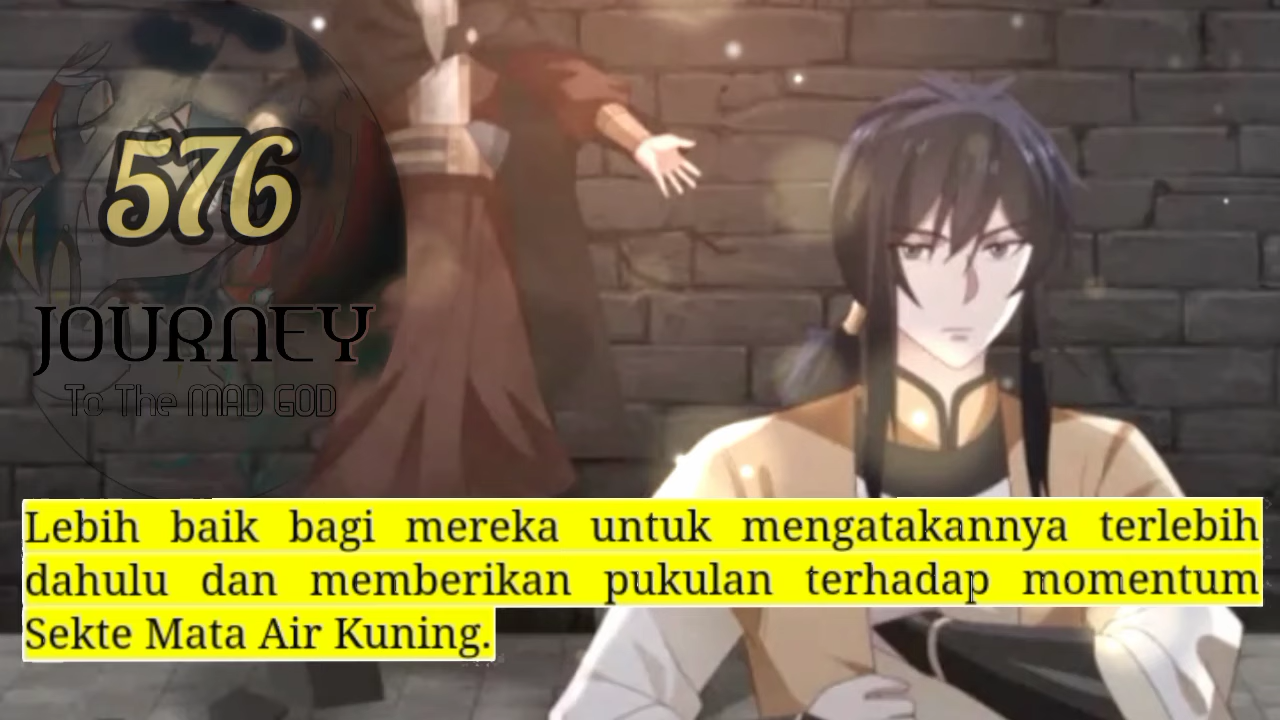 576
JOURNEY
To The MAD GOD
Lebih baik bagi mereka untuk mengatakannya terlebih
dahulu dan memberikan pukulan terhadap momentum
Sekte Mata Air Kuning.